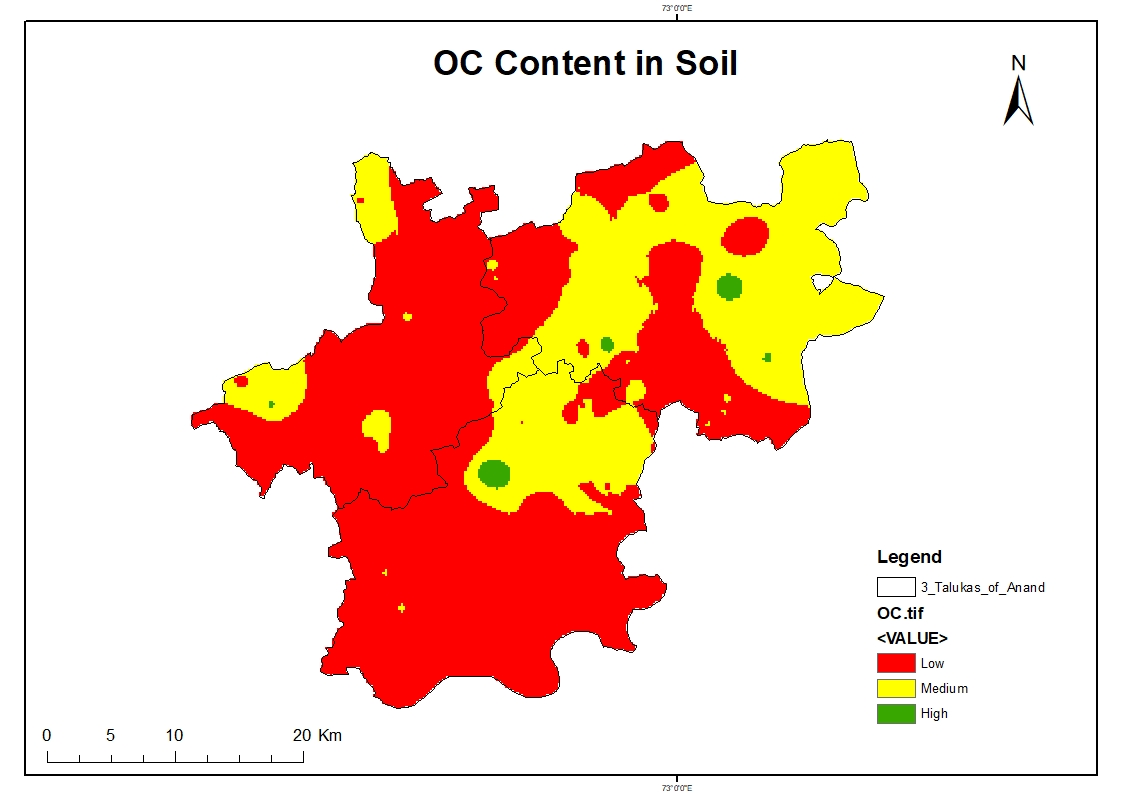 73°0'0"E
OC Content in Soil
N
Legend
3_Talukas_of_Anand
OC.tif
<VALUE>
Low
Medium
High
0 5 10 20 Km
73°0'0"E